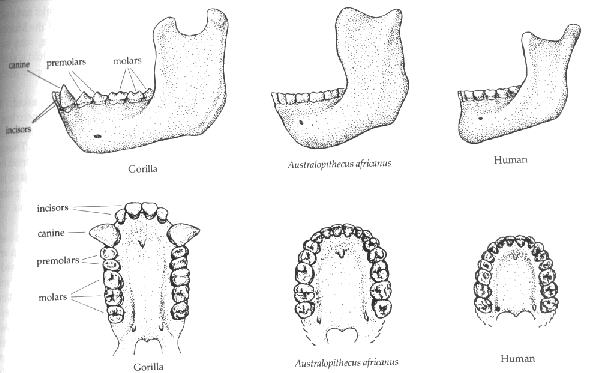 canine
premolars
molars
incisors
Gorilla
Australopithecus africanus
Human
incisors
canine
premolars
molars
Gorilla
Australopithecus africanus
Human